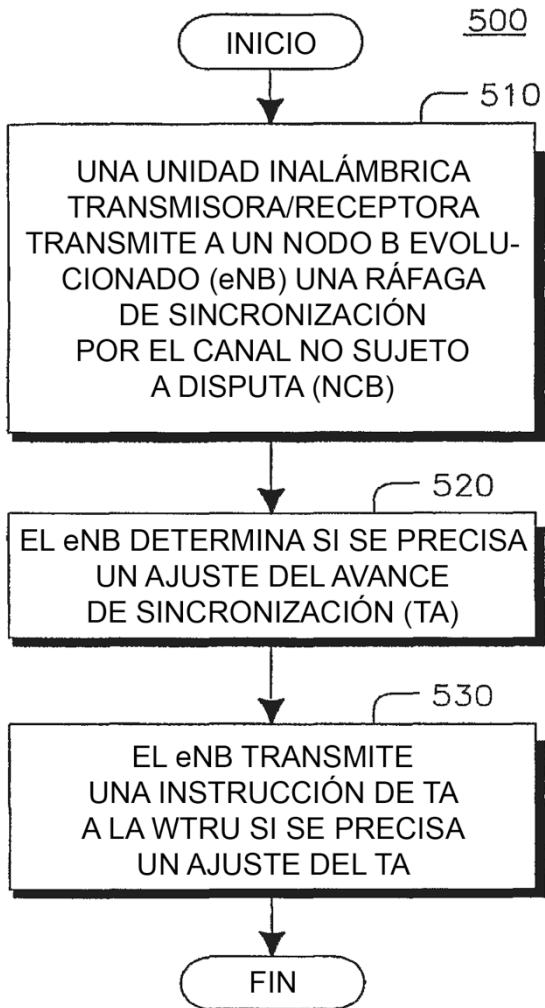 500
INICIO
510
UNA UNIDAD INALÁMBRICA
TRANSMISORA/RECEPTORA
TRANSMITE A UN NODO B EVOLU-
CIONADO (eNB) UNA RÁFAGA
DE SINCRONIZACIÓN
POR EL CANAL NO SUJETO
A DISPUTA (NCB)
520
EL eNB DETERMINA SI SE PRECISA
UN AJUSTE DEL AVANCE
DE SINCRONIZACIÓN (TA)
530
EL eNB TRANSMITE
UNA INSTRUCCIÓN DE TA
A LA WTRU SI SE PRECISA
UN AJUSTE DEL TA
FIN